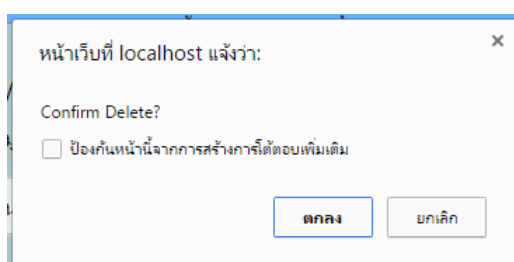 หน้าเว็บที่ localhost แจ้งว่า:
Confirm Delete?
ป้องกันหน้านี้จากการสร้างการโต้ตอบเพิ่มเติม
ตกลง ยกเลิก